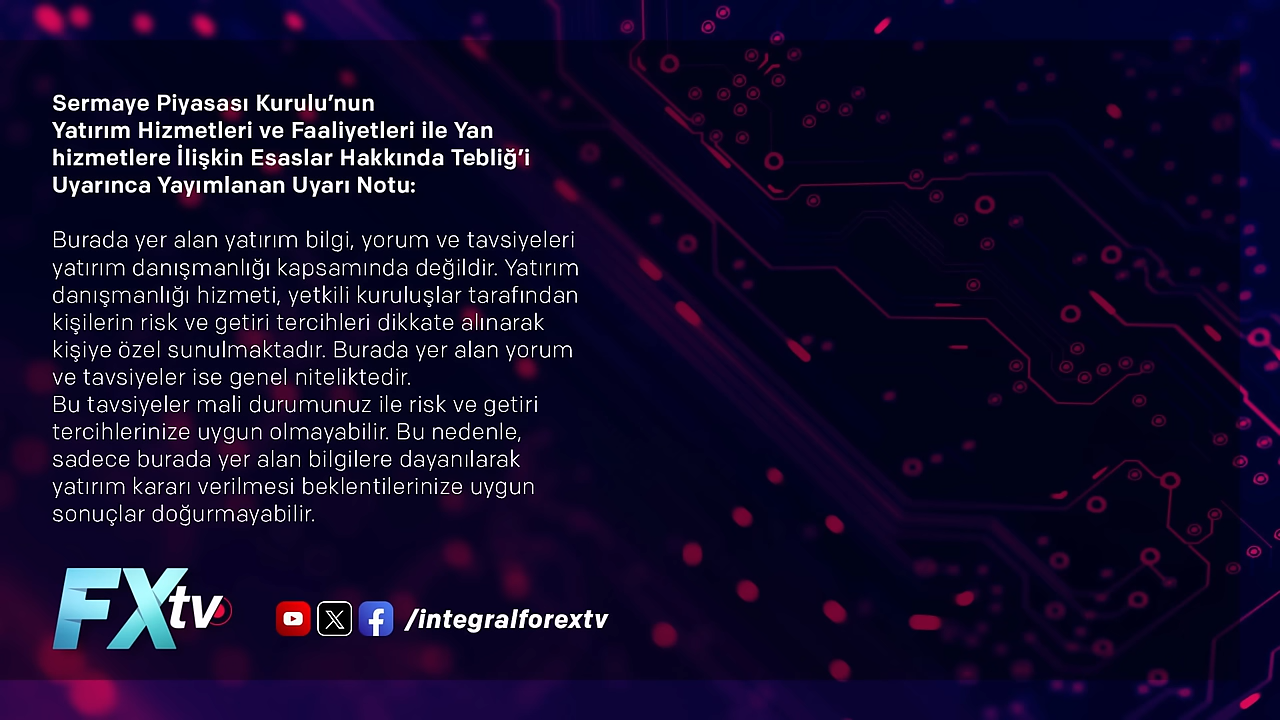 Sermaye Piyasası Kurulu’nun
Yatırım Hizmetleri ve Faaliyetleri ile Yan
hizmetlere İlişkin Esaslar Hakkında Tebliğ’i
Uyarınca Yayımlanan Uyarı Notu:
Burada yer alan yatırım bilgi, yorum ve tavsiyeleri
yatırım danışmanlığı kapsamında değildir. Yatırım
danışmanlığı hizmeti, yetkili kuruluşlar tarafından
kişilerin risk ve getiri tercihleri dikkate alınarak
kişiye özel sunulmaktadır. Burada yer alan yorum
ve tavsiyeler ise genel niteliktedir.
Bu tavsiyeler mali durumunuz ile risk ve getiri
tercihlerinize uygun olmayabilir. Bu nedenle,
sadece burada yer alan bilgilere dayanılarak
yatırım kararı verilmesi beklentilerinize uygun
sonuçlar doğurmayabilir.
FXtv /integralforextv